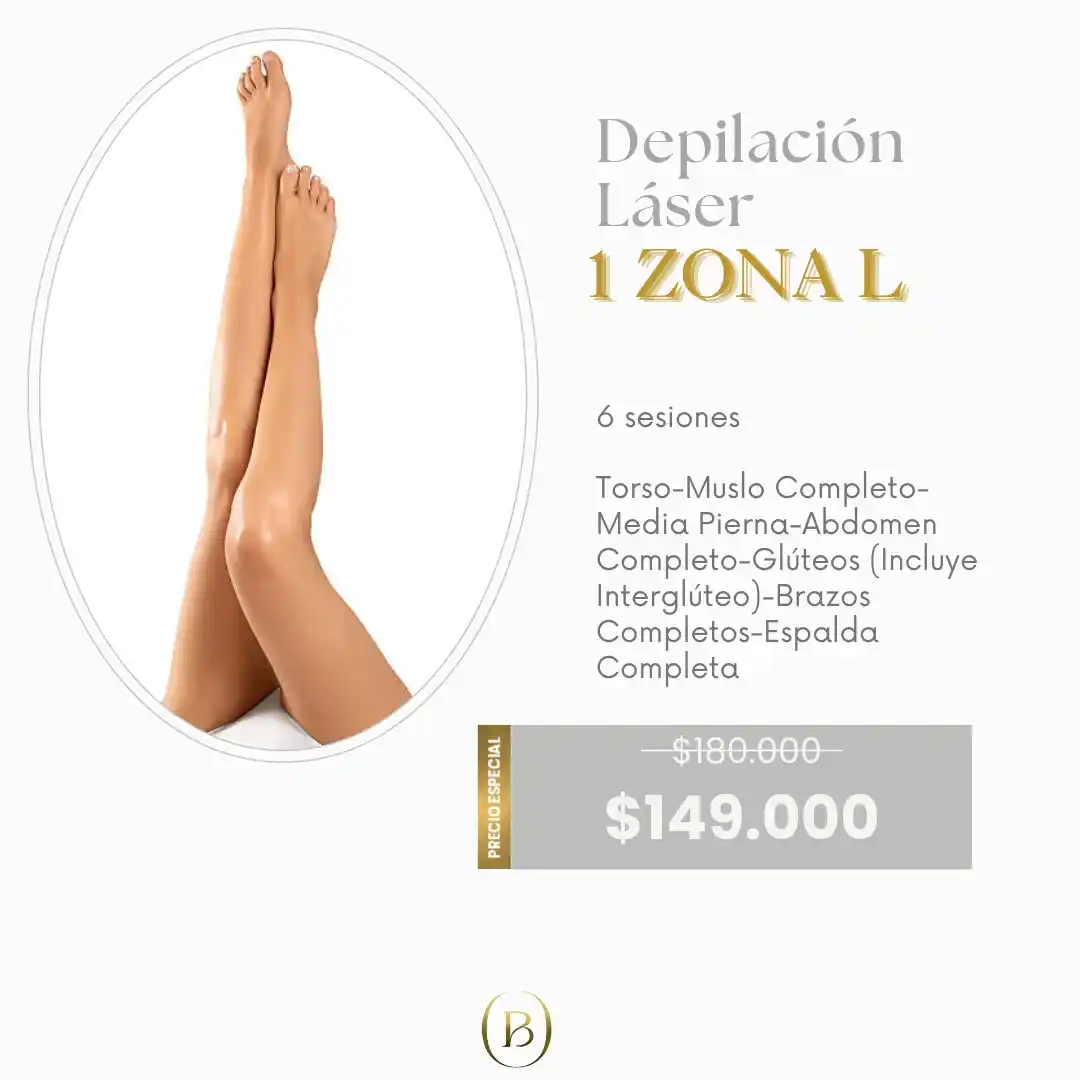 Depilación
Láser
1 ZONA L
6 sesiones
Torso-Muslo Completo-
Media Pierna-Abdomen
Completo-Glúteos (Incluye
Interglúteo)-Brazos
Completos-Espalda
Completa
PRECIO ESPECIAL
$180.000
$149.000
B